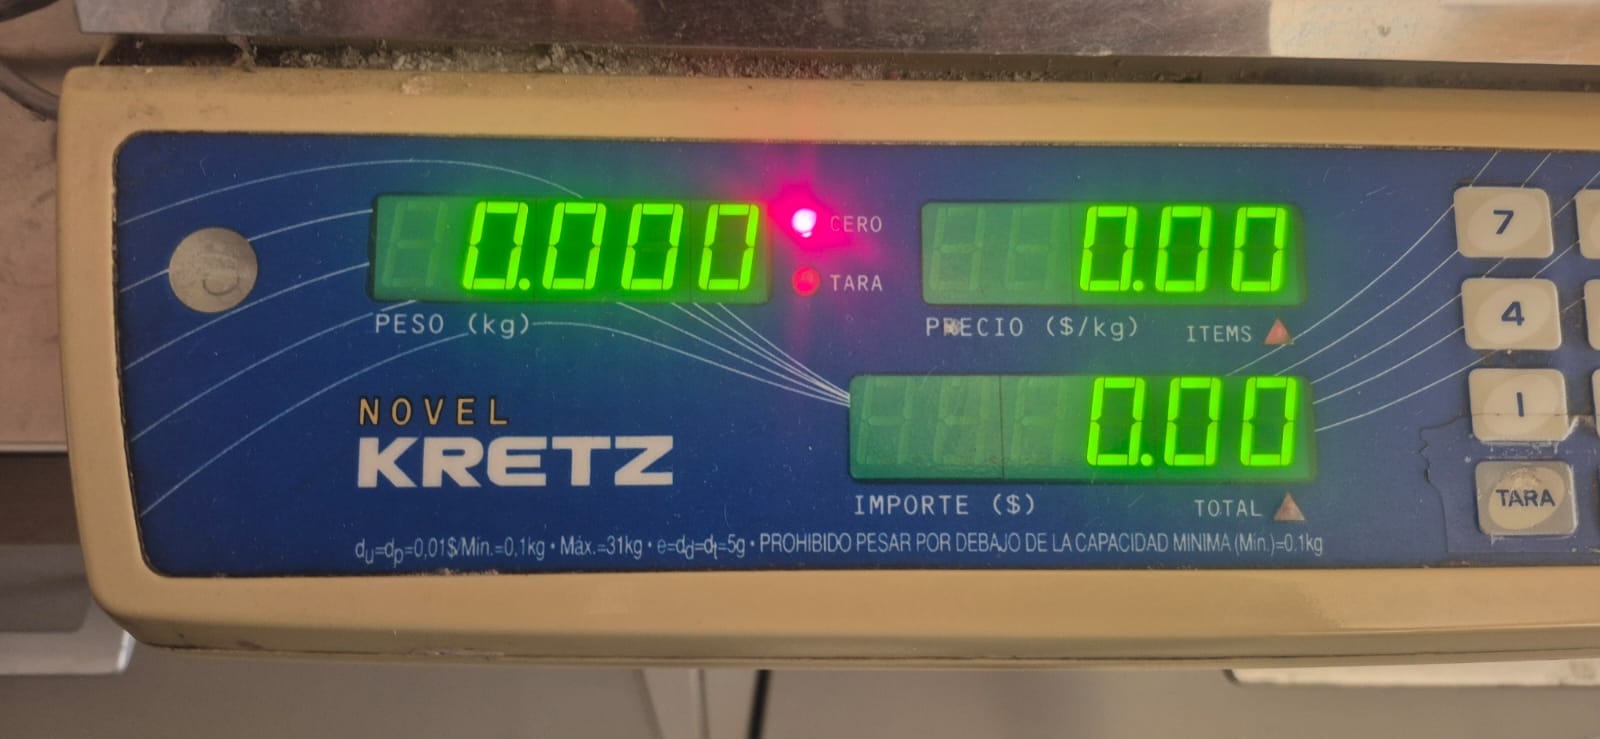 0.000
CERO
TARA
PESO (kg)
0.00
PRECIO ($/kg)
ITEMS
NOVEL
KRETZ
0.00
IMPORTE ($)
TOTAL
du=dp=0,01$/Mín.=0,1kg • Máx.=31kg • e=dd=dt=5g • PROHIBIDO PESAR POR DEBAJO DE LA CAPACIDAD MINIMA (Mín.)=0.1kg
7
4
1
TARA